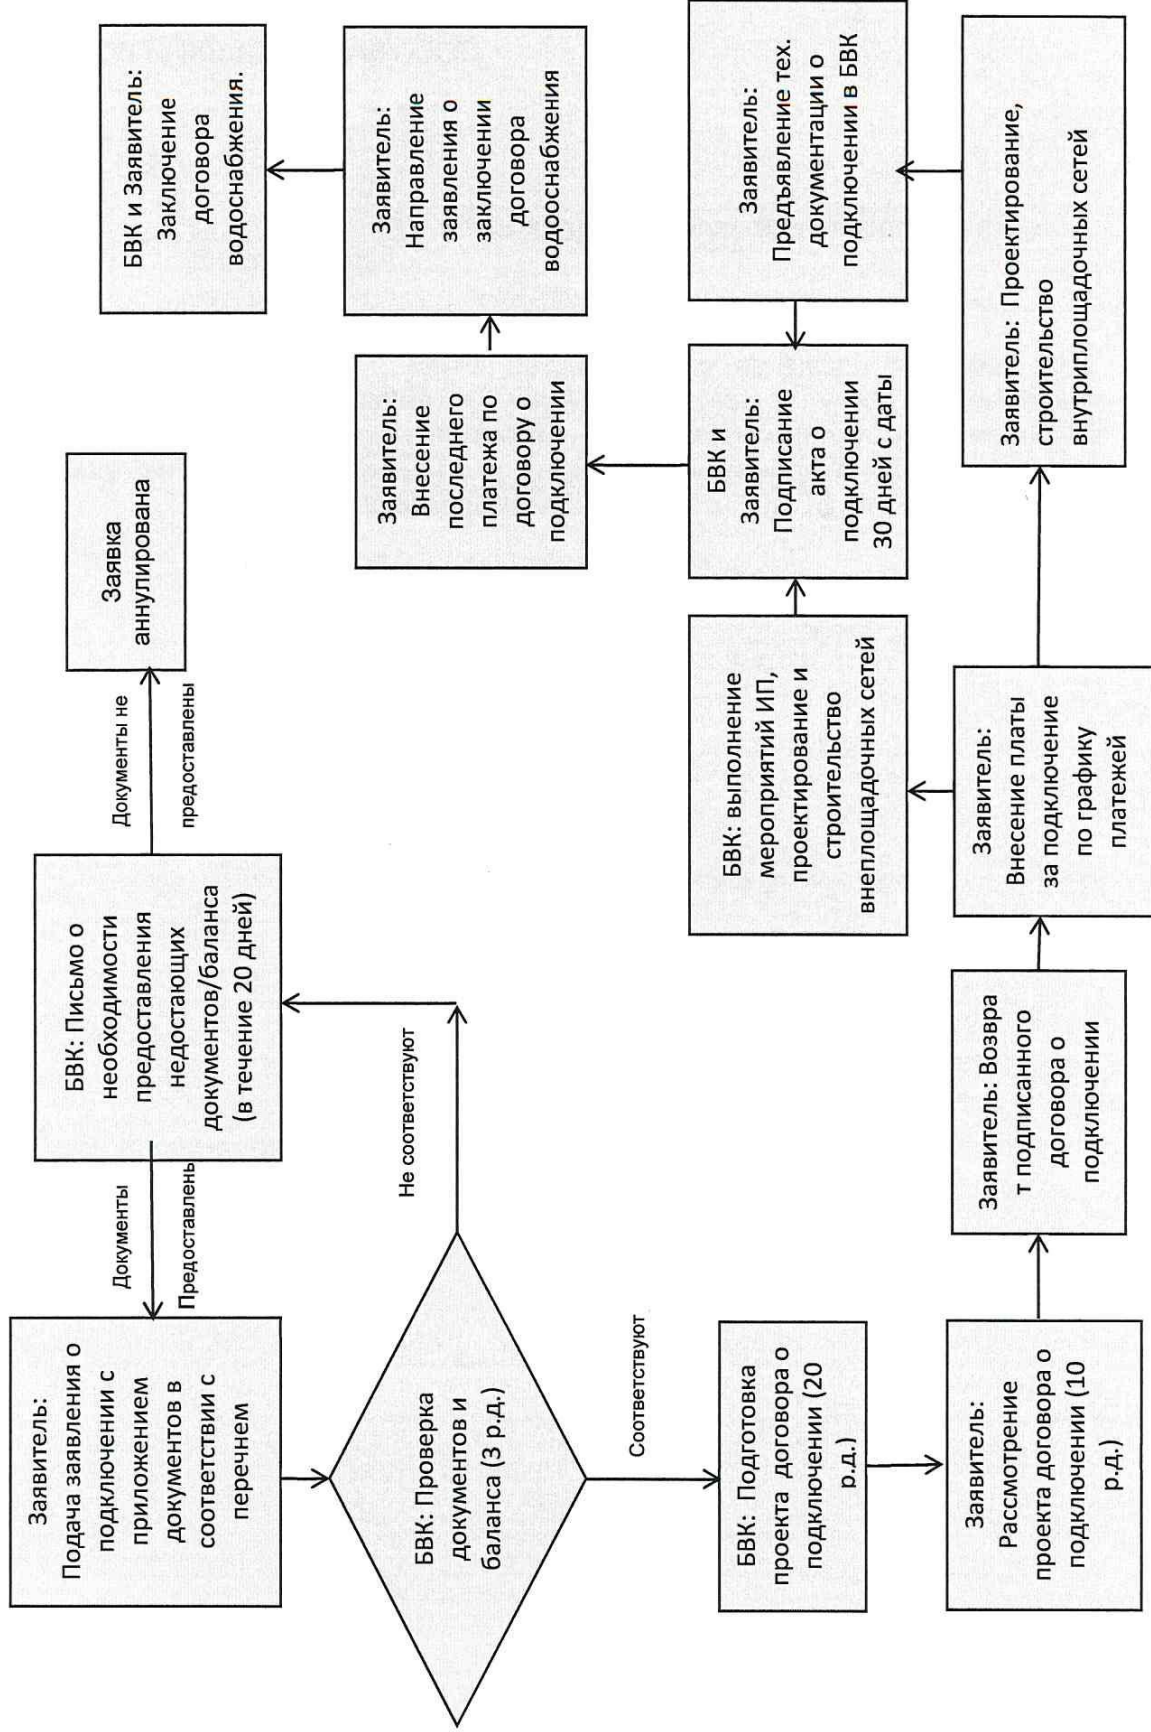 Заявитель:
Подача заявления о
подключении с
приложением
документов в
соответствии с
перечнем
Документы
Предоставлены
БВК: Письмо о
необходимости
предоставления
недостающих
документов/баланса
(в течение 20 дней)
Документы не
предоставлены
Заявка
аннулирована
БВК: Проверка
документов и
баланса (3 р.д.)
Не соответствуют
Соответствуют
БВК: Подготовка
проекта договора о
подключении (20
р.д.)
Заявитель:
Рассмотрение
проекта договора о
подключении (10
р.д.)
Заявитель: Возвра
т подписанного
договора о
подключении
Заявитель:
Внесение платы
за подключение
по графику
платежей
БВК: выполнение
мероприятий ИП,
проектирование и
строительство
внеплощадочных сетей
Заявитель: Проектирование,
строительство
внутриплощадочных сетей
Заявитель:
Предъявление тех.
документации о
подключении в БВК
БВК и
Заявитель:
Подписание
акта о
подключении
30 дней с даты
Заявитель:
Внесение
последнего
платежа по
договору о
подключении
Заявитель:
Направление
заявления о
заключении
договора
водооснабжения
БВК и Заявитель:
Заключение
договора
водоснабжения.